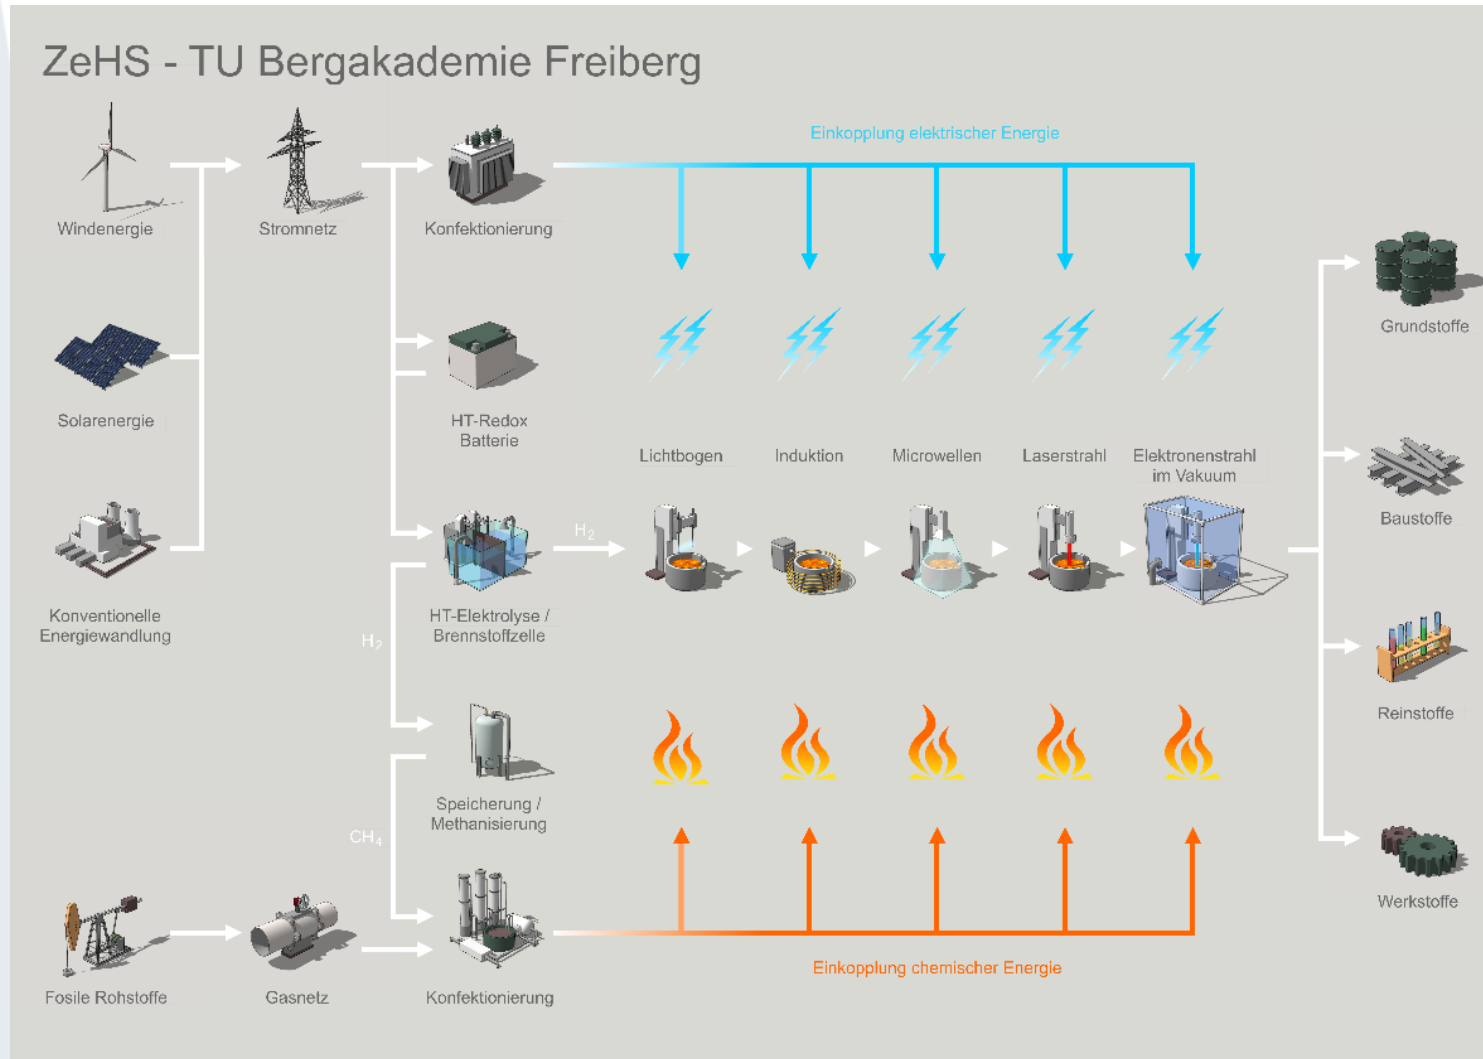 ZeHS - TU Bergakademie Freiberg
Einkopplung elektrischer Energie
Windenergie
Stromnetz
Konfektionierung
Grundstoffe
Solarenergie
HT-Redox
Batterie
Lichtbogen
Induktion
Microwellen
Laserstrahl
Elektronenstrahl
im Vakuum
Baustoffe
H₂
Konventionelle
Energiewandlung
HT-Elektrolyse /
Brennstoffzelle
H₂
Reinstoffe
Speicherung /
Methanisierung
CH₄
Werkstoffe
Einkopplung chemischer Energie
Fosile Rohstoffe
Gasnetz
Konfektionierung